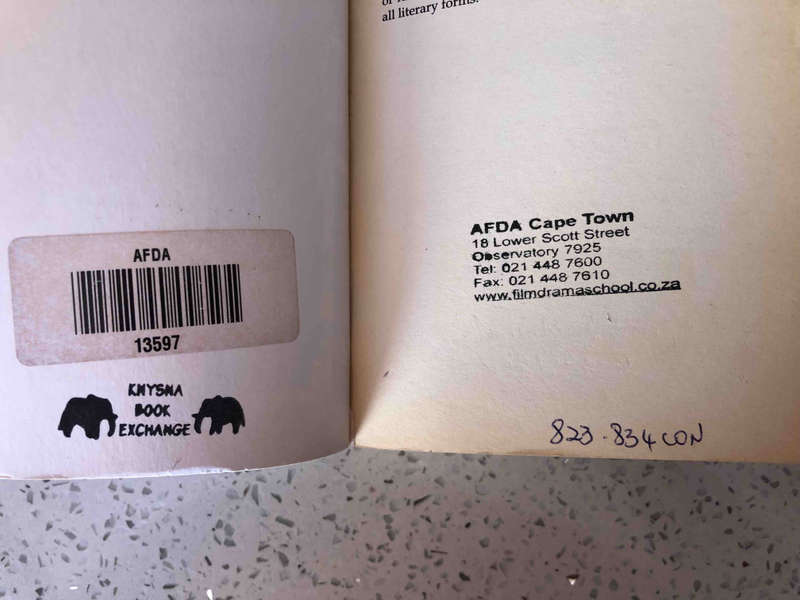 AFDA
13597
KNYSNA
BOOK
EXCHANGE
all literary forms.
AFDA Cape Town
18 Lower Scott Street
Observatory 7925
Tel: 021 448 7600
Fax: 021 448 7610
www.filmdramaschool.co.za
823.834 CON